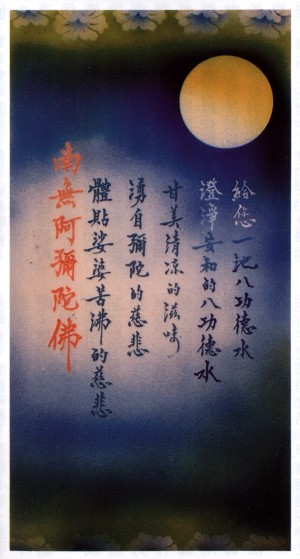 給您一池八功德水
澄淨安和的八功德水
甘美清涼的滋味
湧自彌陀的慈悲
體貼娑婆苦沸的慈悲
南無阿彌陀佛